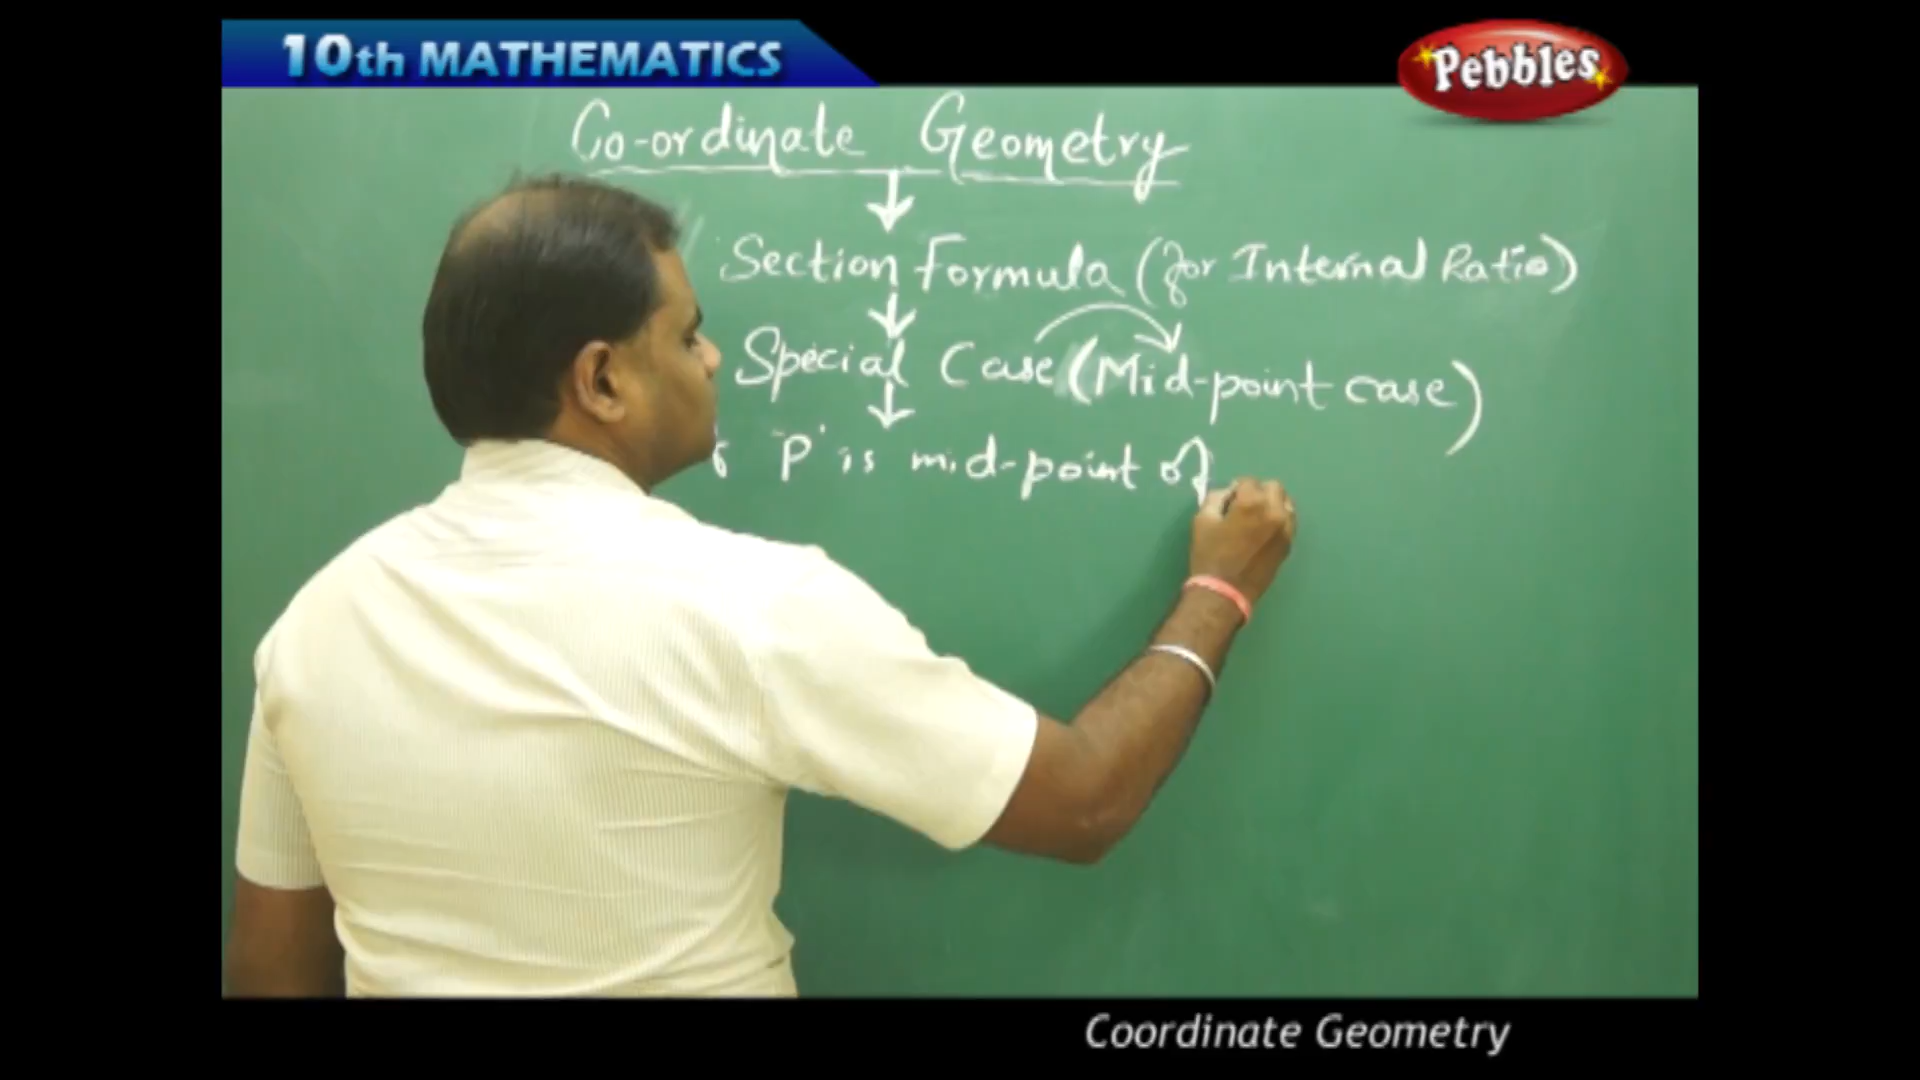 10th MATHEMATICS
Pebbles
Co-ordinate Geometry
Section Formula (for Internal Ratio)
Special Case (Mid-point case)
'P' is mid-point of
Coordinate Geometry